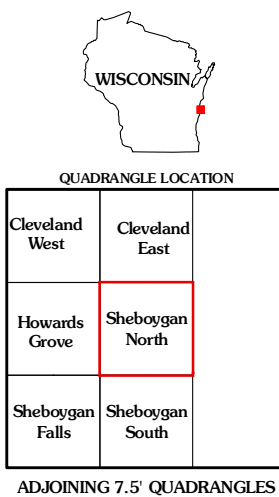 WISCONSIN
QUADRANGLE LOCATION
Cleveland
West
Cleveland
East
Howards
Grove
Sheboygan
North
Sheboygan
Falls
Sheboygan
South
ADJOINING 7.5' QUADRANGLES